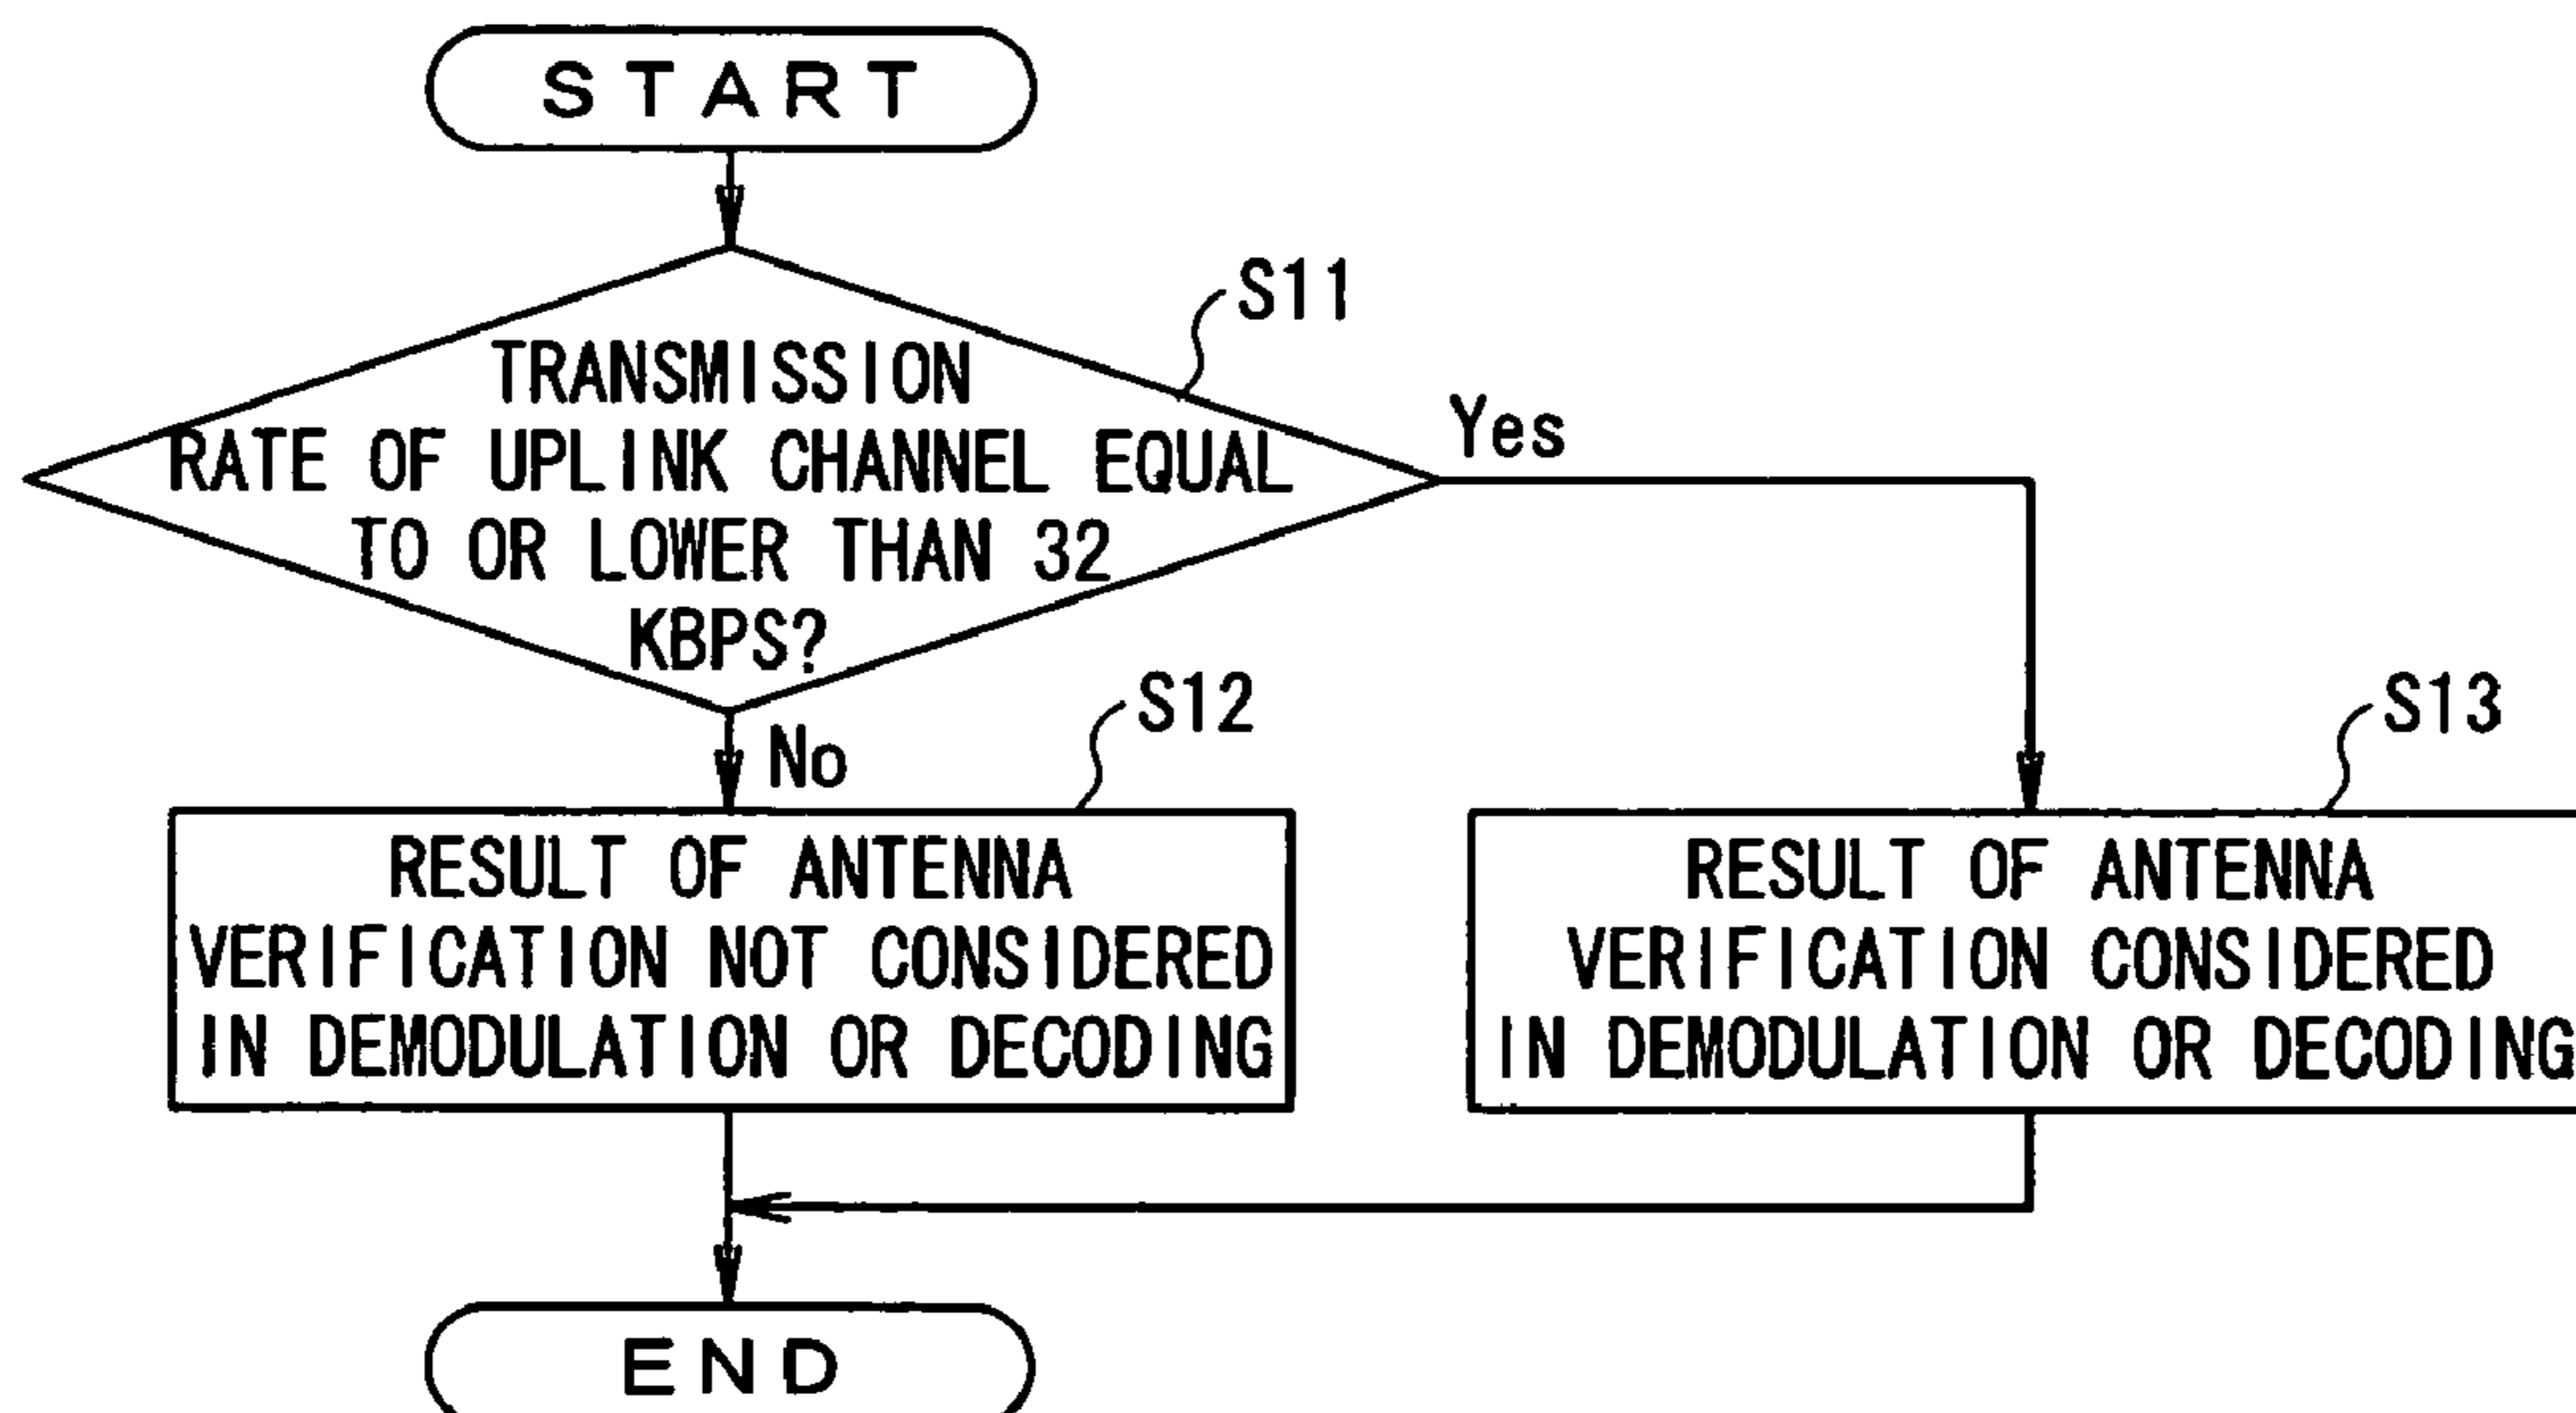 START
S11
TRANSMISSION
RATE OF UPLINK CHANNEL EQUAL
TO OR LOWER THAN 32
KBPS?
Yes
No
S12
RESULT OF ANTENNA
VERIFICATION NOT CONSIDERED
IN DEMODULATION OR DECODING
S13
RESULT OF ANTENNA
VERIFICATION CONSIDERED
IN DEMODULATION OR DECODING
END